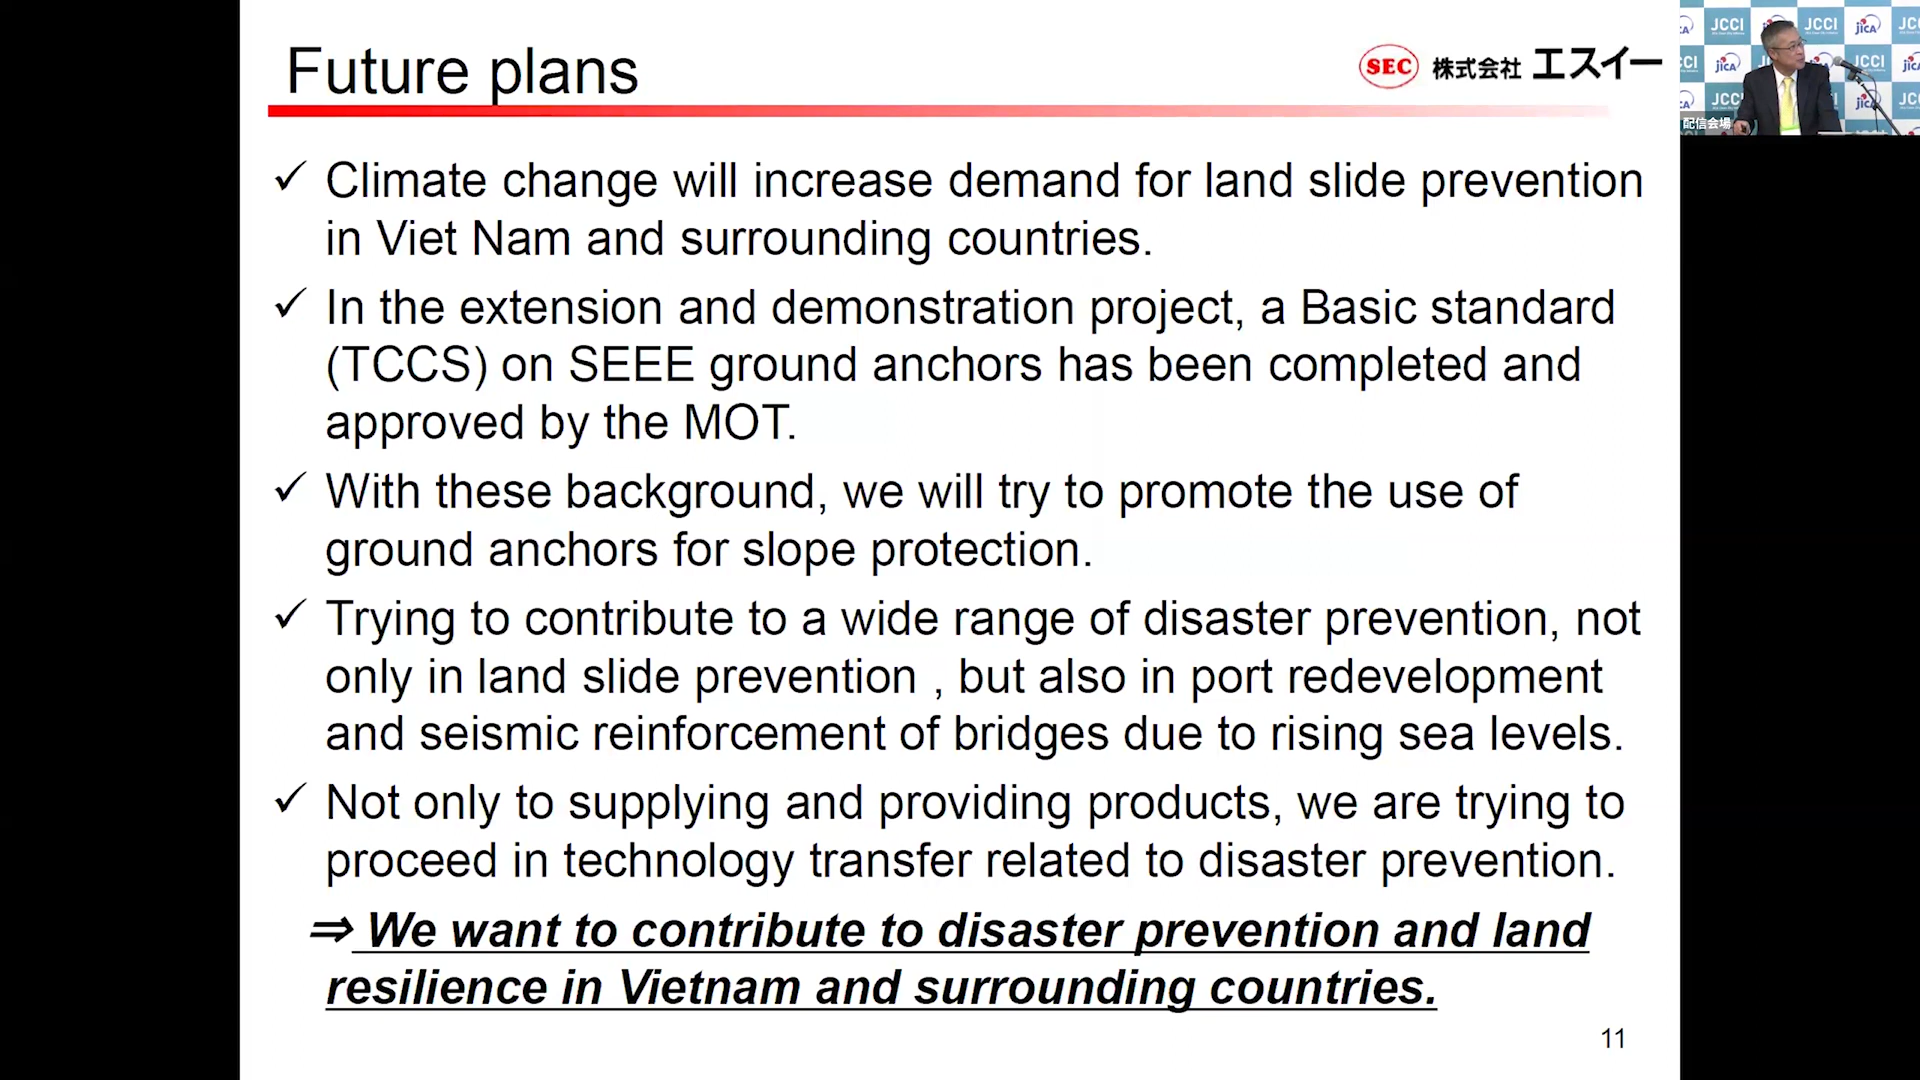 Future plans
SEC 株式会社 エスイー
✓ Climate change will increase demand for land slide prevention
in Viet Nam and surrounding countries.
✓ In the extension and demonstration project, a Basic standard
(TCCS) on SEEE ground anchors has been completed and
approved by the MOT.
✓ With these background, we will try to promote the use of
ground anchors for slope protection.
✓ Trying to contribute to a wide range of disaster prevention, not
only in land slide prevention , but also in port redevelopment
and seismic reinforcement of bridges due to rising sea levels.
✓ Not only to supplying and providing products, we are trying to
proceed in technology transfer related to disaster prevention.
⇒ We want to contribute to disaster prevention and land
resilience in Vietnam and surrounding countries.
11
JCCI JCCI JICA
JICA JCCI
JCCI JICA
配信会場